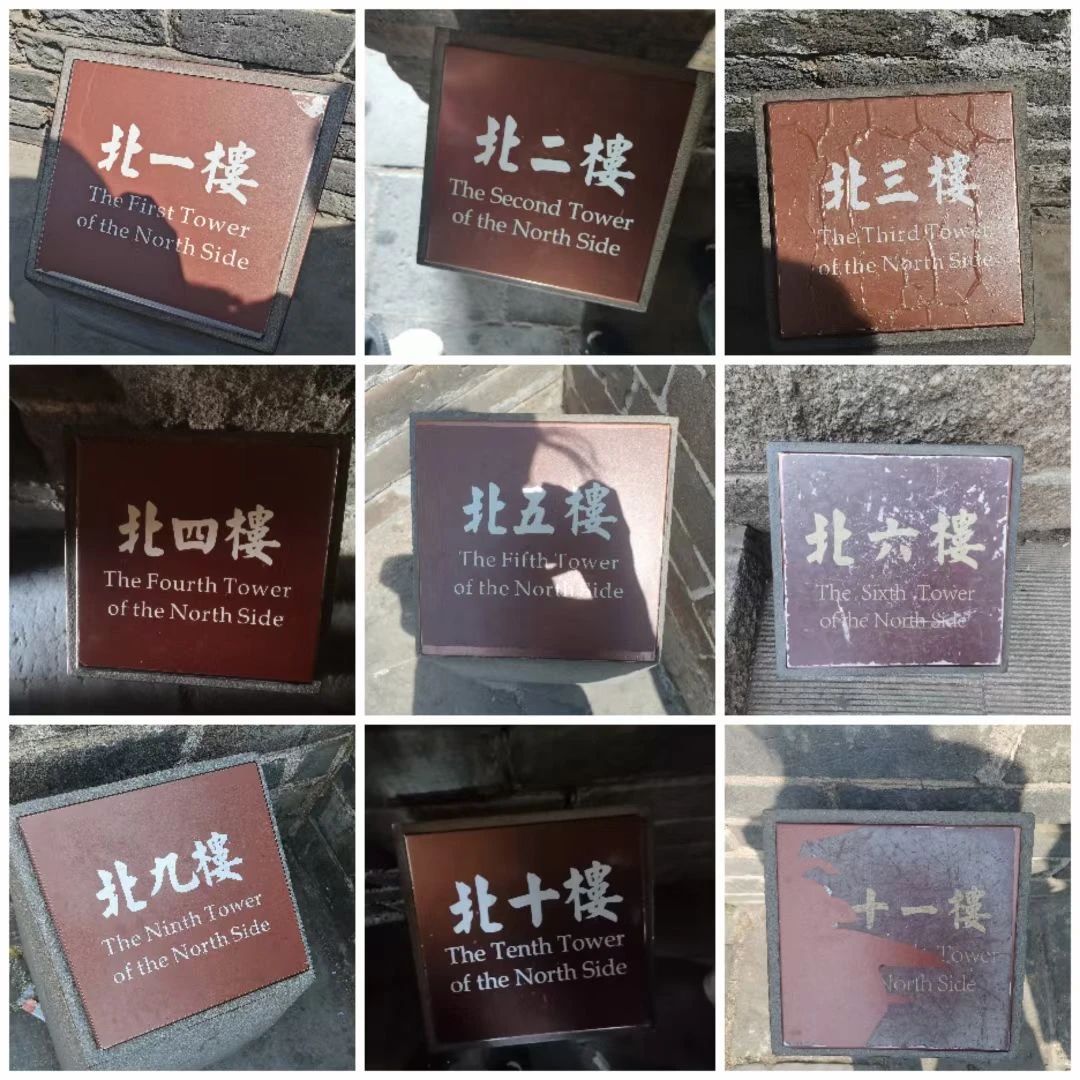 北一樓
The First Tower
of the North Side
北二樓
The Second Tower
of the North Side
北三樓
The Third Tower
of the North Side
北四樓
The Fourth Tower
of the North Side
北五樓
The Fifth Tower
of the North Side
北六樓
The Sixth Tower
of the North Side
北九樓
The Ninth Tower
of the North Side
北十樓
The Tenth Tower
of the North Side
十一樓
Tower
North Side